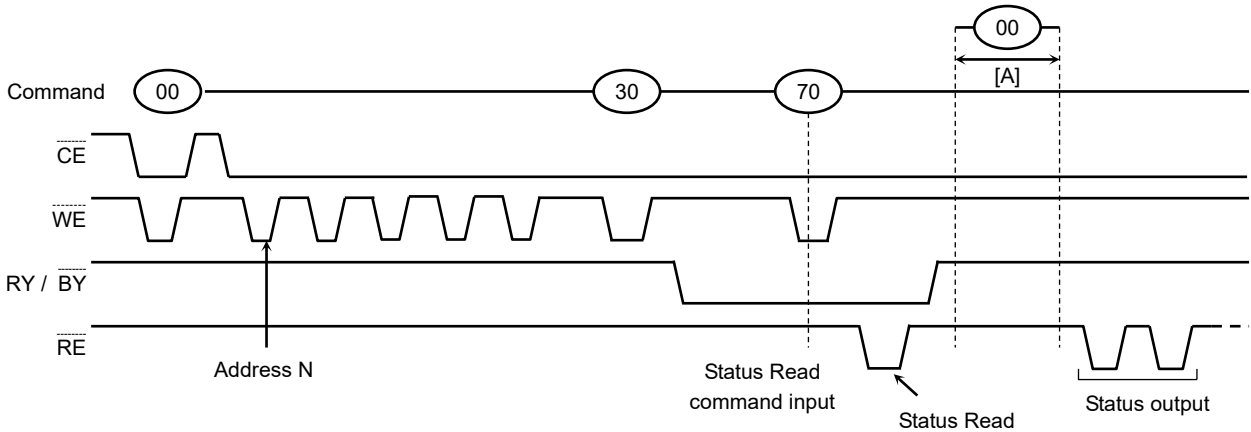 00
[A]
Command 00 30 70
CE
WE
RY / BY
RE
Address N
Status Read
command input
Status Read
Status output